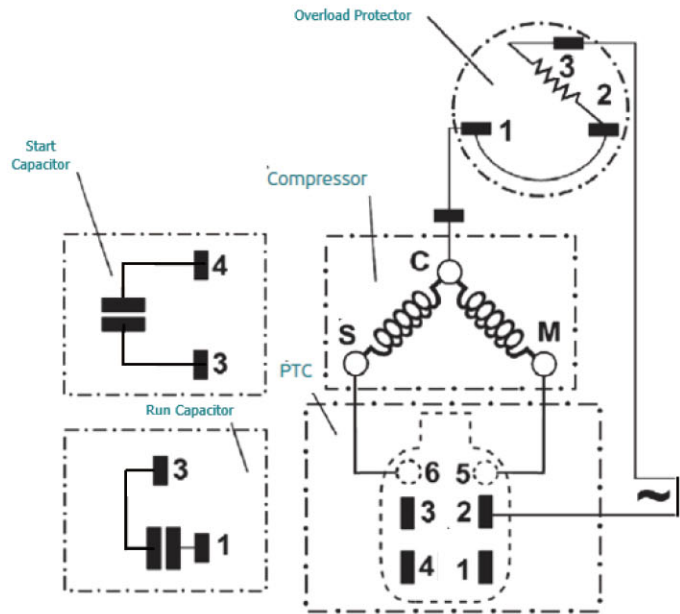 Overload Protector
3
2
1
Start
Capacitor
Compressor
4
C
S
M
3
PTC
Run Capacitor
3
6 5
3 2
~
1
4 1